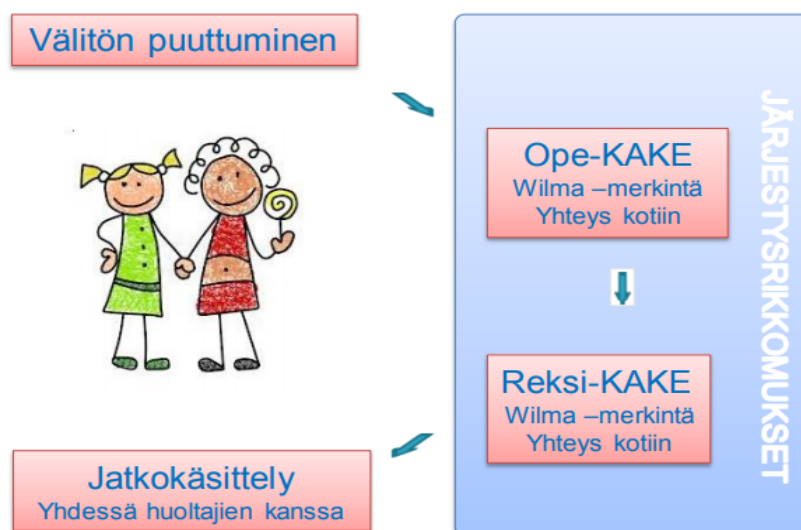 Välitön puuttuminen
JÄRJESTYSRIKKOMUKSET
Ope-KAKE
Wilma –merkintä
Yhteys kotiin
Reksi-KAKE
Wilma –merkintä
Yhteys kotiin
Jatkokäsittely
Yhdessä huoltajien kanssa